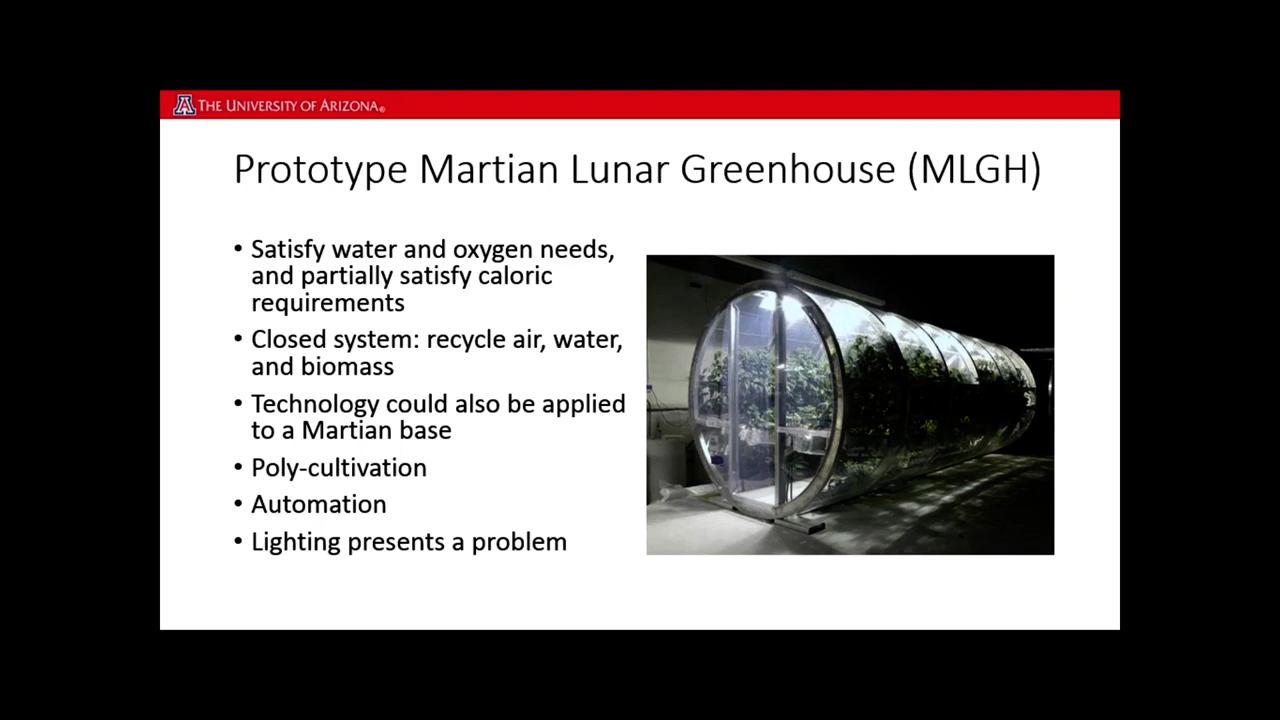 THE UNIVERSITY OF ARIZONA®
Prototype Martian Lunar Greenhouse (MLGH)
• Satisfy water and oxygen needs,
and partially satisfy caloric
requirements
• Closed system: recycle air, water,
and biomass
• Technology could also be applied
to a Martian base
• Poly-cultivation
• Automation
• Lighting presents a problem